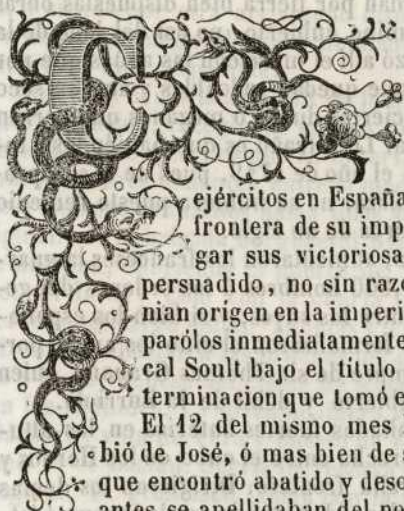 C
ejércitos en España
frontera de su imp
gar sus victoriosa
persuadido, no sin razo
nian orígen en la imperi
parólos inmediatamente
cal Soult bajo el título
terminacion que tomó e
El 12 del mismo mes
bió de José, ó mas bien de s
que encontró abatido y desc
antes se apellidaban del po